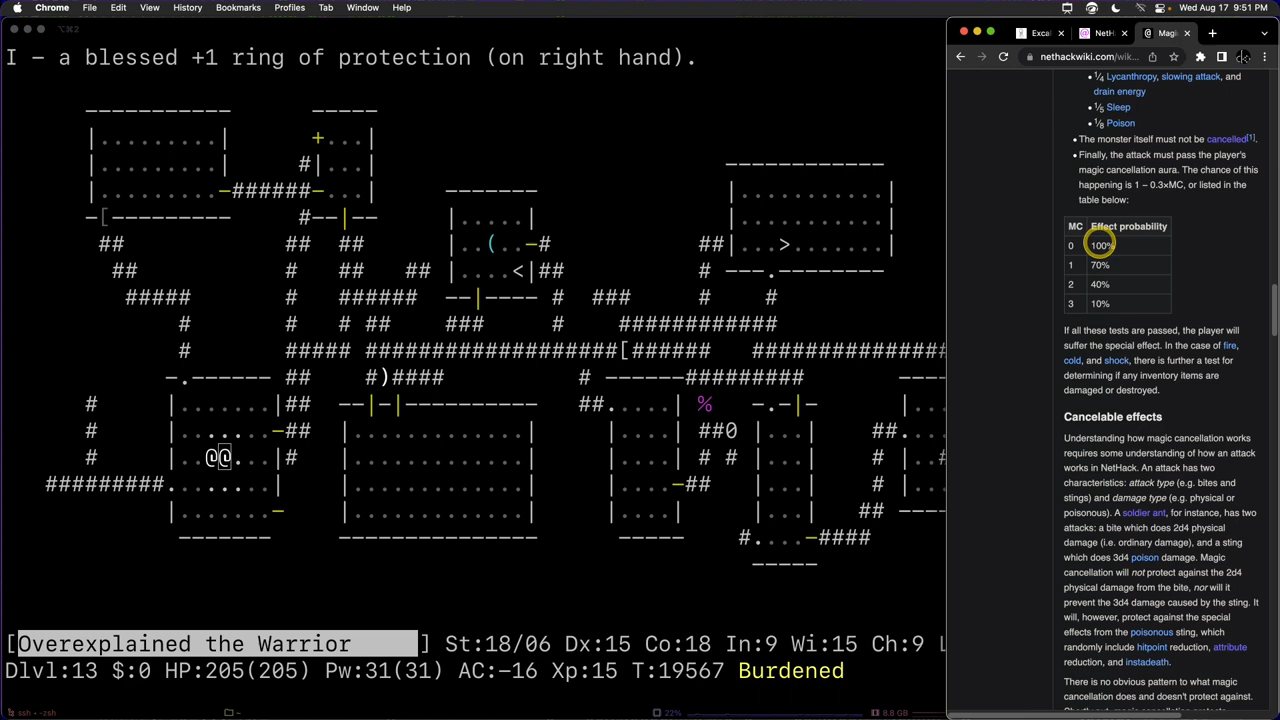 Chrome File Edit View History Bookmarks Profiles Tab Window Help Wed Aug 17 9:51 PM
⌥⌘2
I - a blessed +1 ring of protection (on right hand).
----------- -----
|.........| +...|
|.........| #|...|
|.........-######-...|
-[--------- #--|--
## ## ##
## # ## ##
##### # ######
# # # ##
# #####
-------
|.....|
|..(..-#
|....<|##
--|---- # ###
### #
##################[######
------------
|..........|
##|..........|
# |...>.......|
# ---.--------
# #
############
#################
-.------ ##
# |.......|##
# |.......-##
# |..@@...|#
#########........|
|.......-
-------
#)####
--|-|----------
|.............|
|.............|
|.............|
|.............|
---------------
# ------#########
##.....| % -.-|-
|....| ##0 |....|
|....| # # |....|
|....-## |....|
|....| |....|
----- #....-####
-----
---
|.
##..
# |.
# |.
## ---
[Overexplained the Warrior ] St:18/06 Dx:15 Co:18 In:9 Wi:15 Ch:9 L
Dlvl:13 $:0 HP:205(205) Pw:31(31) AC:-16 Xp:15 T:19567 Burdened
ssh • -zsh ~ 22% 8.8 GB
Excal NetH Magi
nethackwiki.com/wik...
• ¼ Lycanthropy, slowing attack, and
drain energy
• ⅕ Sleep
• ⅛ Poison
• The monster itself must not be cancelled[1].
• Finally, the attack must pass the player's
magic cancellation aura. The chance of this
happening is 1 − 0.3xMC, or listed in the
table below:
MC Effect probability
0 100%
1 70%
2 40%
3 10%
If all these tests are passed, the player will
suffer the special effect. In the case of fire,
cold, and shock, there is further a test for
determining if any inventory items are
damaged or destroyed.
Cancelable effects
Understanding how magic cancellation works
requires some understanding of how an attack
works in NetHack. An attack has two
characteristics: attack type (e.g. bites and
stings) and damage type (e.g. physical or
poisonous). A soldier ant, for instance, has two
attacks: a bite which does 2d4 physical
damage (i.e. ordinary damage), and a sting
which does 3d4 poison damage. Magic
cancellation will not protect against the 2d4
physical damage from the bite, nor will it
prevent the 3d4 damage caused by the sting. It
will, however, protect against the special
effects from the poisonous sting, which
randomly include hitpoint reduction, attribute
reduction, and instadeath.
There is no obvious pattern to what magic
cancellation does and doesn't protect against.